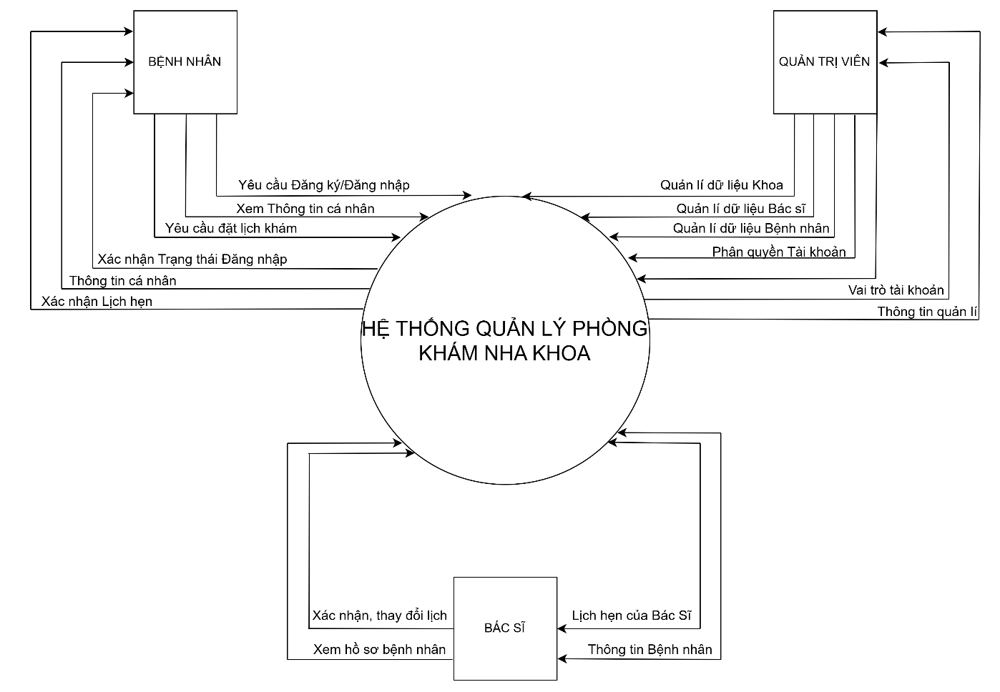 BỆNH NHÂN
QUẢN TRỊ VIÊN
Yêu cầu Đăng ký/Đăng nhập
Xem Thông tin cá nhân
Yêu cầu đặt lịch khám
Xác nhận Trạng thái Đăng nhập
Thông tin cá nhân
Xác nhận Lịch hẹn
Quản lí dữ liệu Khoa
Quản lí dữ liệu Bác sĩ
Quản lí dữ liệu Bệnh nhân
Phân quyền Tài khoản
Vai trò tài khoản
Thông tin quản lí
HỆ THỐNG QUẢN LÝ PHÒNG
KHÁM NHA KHOA
Xác nhận, thay đổi lịch
Xem hồ sơ bệnh nhân
BÁC SĨ
Lịch hẹn của Bác Sĩ
Thông tin Bệnh nhân